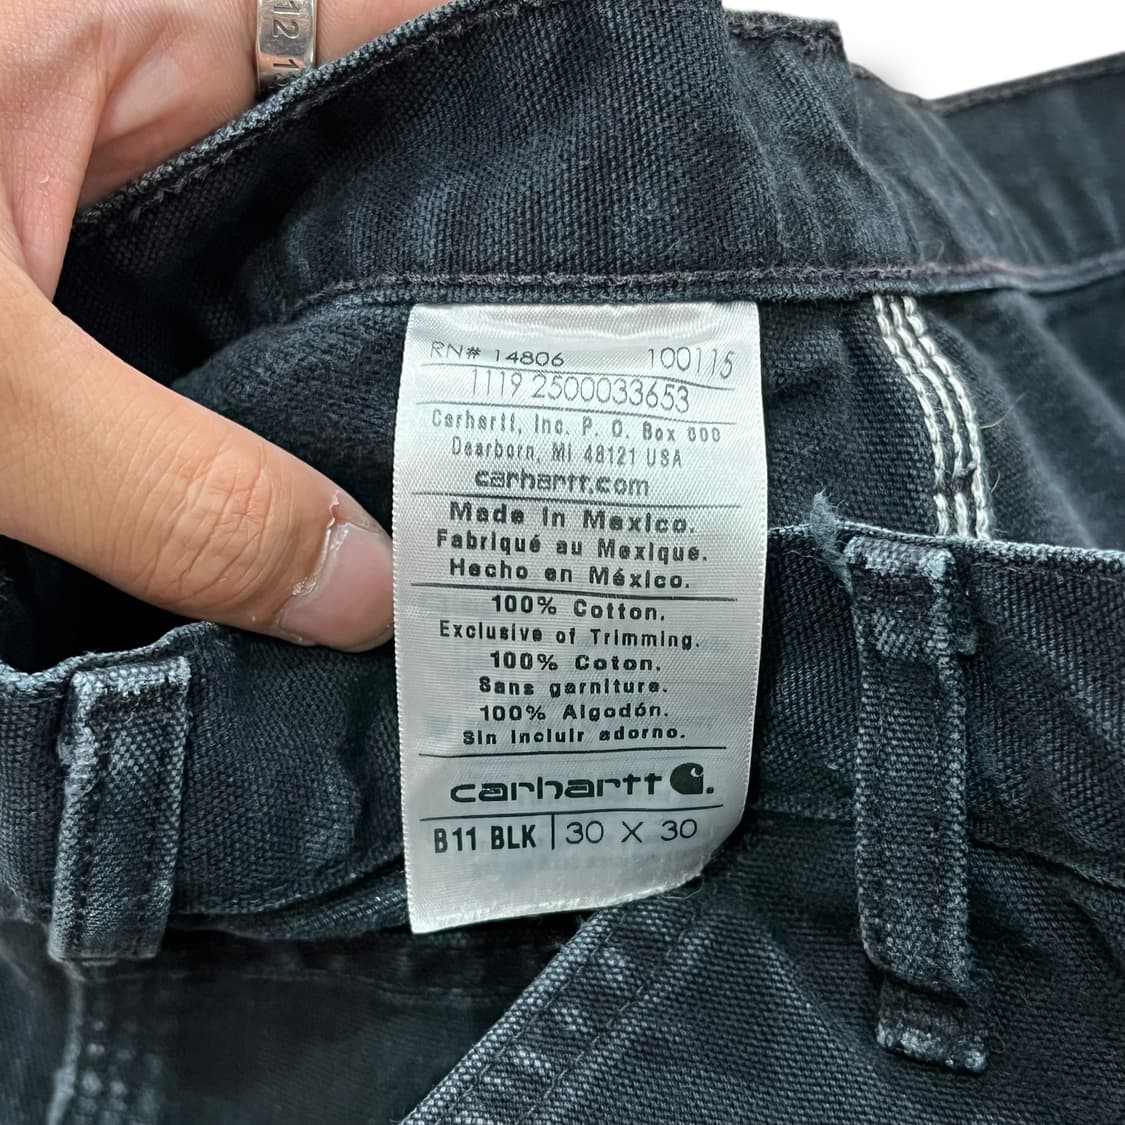 12 1
RN# 14806 100115
1119 2500033653
Carhartt, Inc. P. O. Box 600
Dearborn, Mi 48121 USA
carhartt.com
Made in Mexico.
Fabriqué au Mexique.
Hecho en México.
100% Cotton.
Exclusive of Trimming.
100% Coton.
Sans garniture.
100% Algodón.
Sin incluir adorno.
carhartt
B11 BLK | 30 X 30